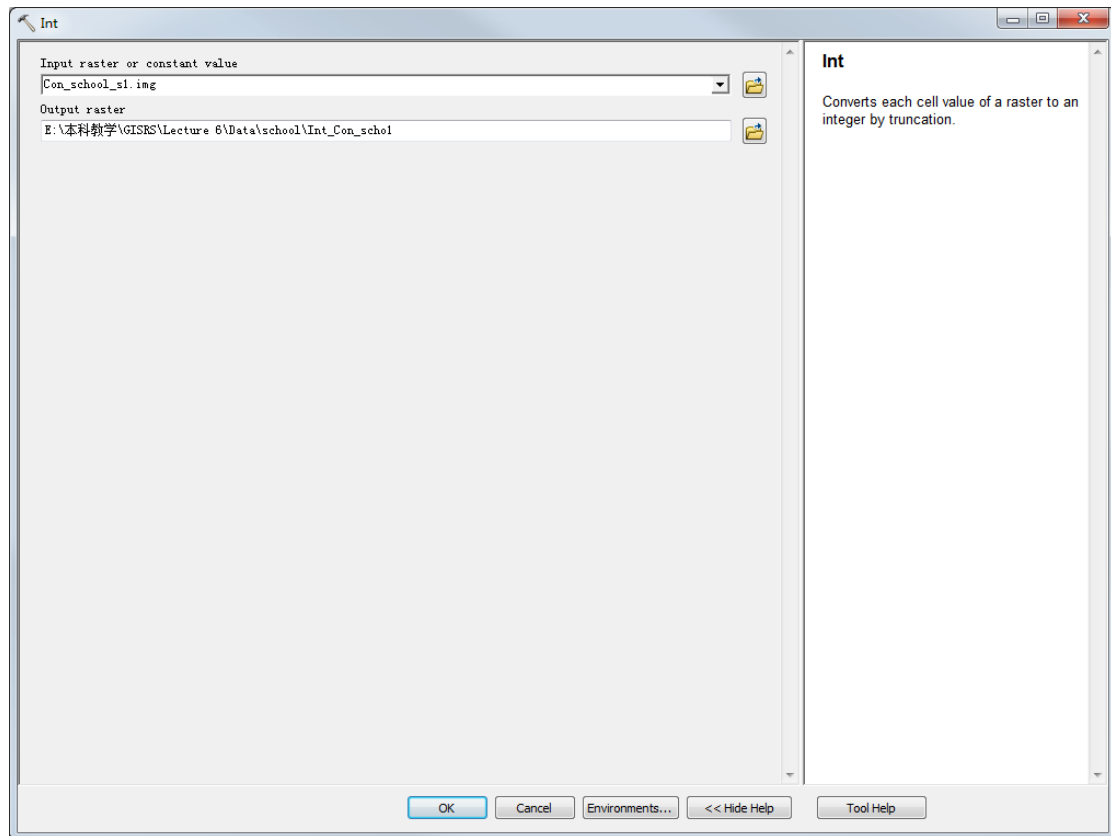 Int
Input raster or constant value
Con_school_s1.img
Output raster
E:\本科教学\GISRS\Lecture 6\Data\school\Int_Con_scho1
Int
Converts each cell value of a raster to an
integer by truncation.
OK
Cancel
Environments...
<< Hide Help
Tool Help